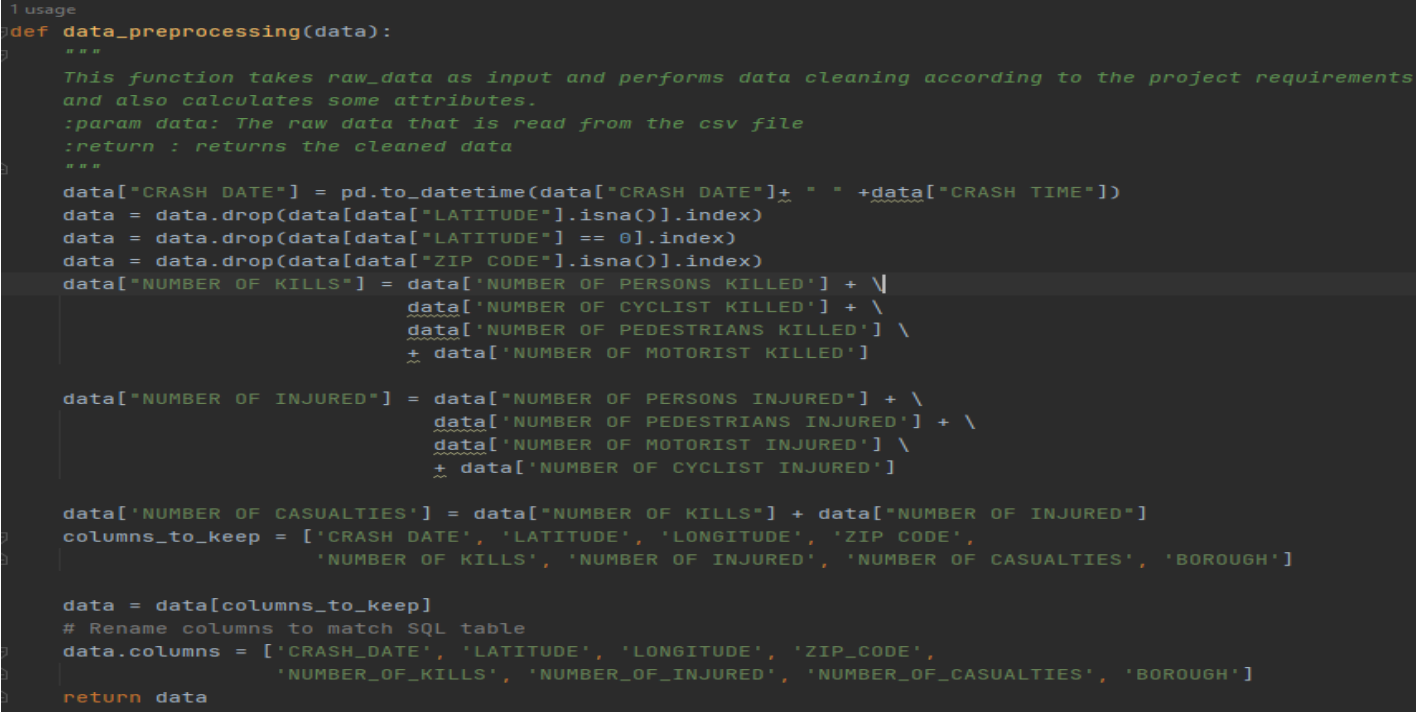 1 usage
def data_preprocessing(data):
"""
This function takes raw_data as input and performs data cleaning according to the project requirements
and also calculates some attributes.
:param data: The raw data that is read from the csv file
:return : returns the cleaned data
"""
data["CRASH DATE"] = pd.to_datetime(data["CRASH DATE"]+ " " +data["CRASH TIME"])
data = data.drop(data[data["LATITUDE"].isna()].index)
data = data.drop(data[data["LATITUDE"] == 0].index)
data = data.drop(data[data["ZIP CODE"].isna()].index)
data["NUMBER OF KILLS"] = data['NUMBER OF PERSONS KILLED'] + \
data['NUMBER OF CYCLIST KILLED'] + \
data['NUMBER OF PEDESTRIANS KILLED'] \
+ data['NUMBER OF MOTORIST KILLED']
data["NUMBER OF INJURED"] = data["NUMBER OF PERSONS INJURED"] + \
data['NUMBER OF PEDESTRIANS INJURED'] + \
data['NUMBER OF MOTORIST INJURED'] \
+ data['NUMBER OF CYCLIST INJURED']
data['NUMBER OF CASUALTIES'] = data["NUMBER OF KILLS"] + data["NUMBER OF INJURED"]
columns_to_keep = ['CRASH DATE', 'LATITUDE', 'LONGITUDE', 'ZIP CODE',
'NUMBER OF KILLS', 'NUMBER OF INJURED', 'NUMBER OF CASUALTIES', 'BOROUGH']
data = data[columns_to_keep]
# Rename columns to match SQL table
data.columns = ['CRASH_DATE', 'LATITUDE', 'LONGITUDE', 'ZIP_CODE',
'NUMBER_OF_KILLS', 'NUMBER_OF_INJURED', 'NUMBER_OF_CASUALTIES', 'BOROUGH']
return data